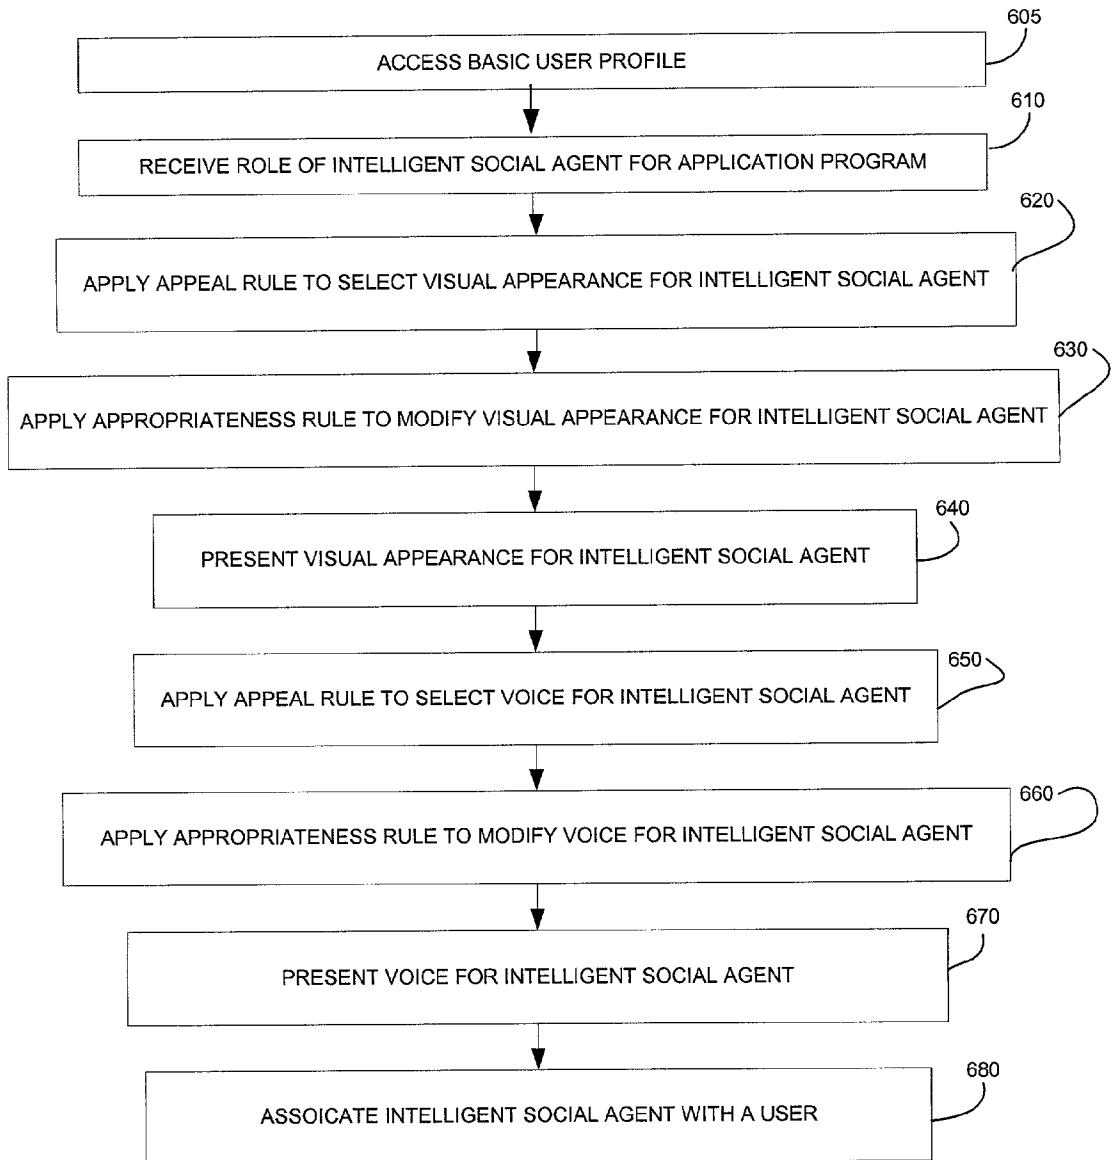 605
ACCESS BASIC USER PROFILE
610
RECEIVE ROLE OF INTELLIGENT SOCIAL AGENT FOR APPLICATION PROGRAM
620
APPLY APPEAL RULE TO SELECT VISUAL APPEARANCE FOR INTELLIGENT SOCIAL AGENT
630
APPLY APPROPRIATENESS RULE TO MODIFY VISUAL APPEARANCE FOR INTELLIGENT SOCIAL AGENT
640
PRESENT VISUAL APPEARANCE FOR INTELLIGENT SOCIAL AGENT
650
APPLY APPEAL RULE TO SELECT VOICE FOR INTELLIGENT SOCIAL AGENT
660
APPLY APPROPRIATENESS RULE TO MODIFY VOICE FOR INTELLIGENT SOCIAL AGENT
670
PRESENT VOICE FOR INTELLIGENT SOCIAL AGENT
680
ASSOICATE INTELLIGENT SOCIAL AGENT WITH A USER